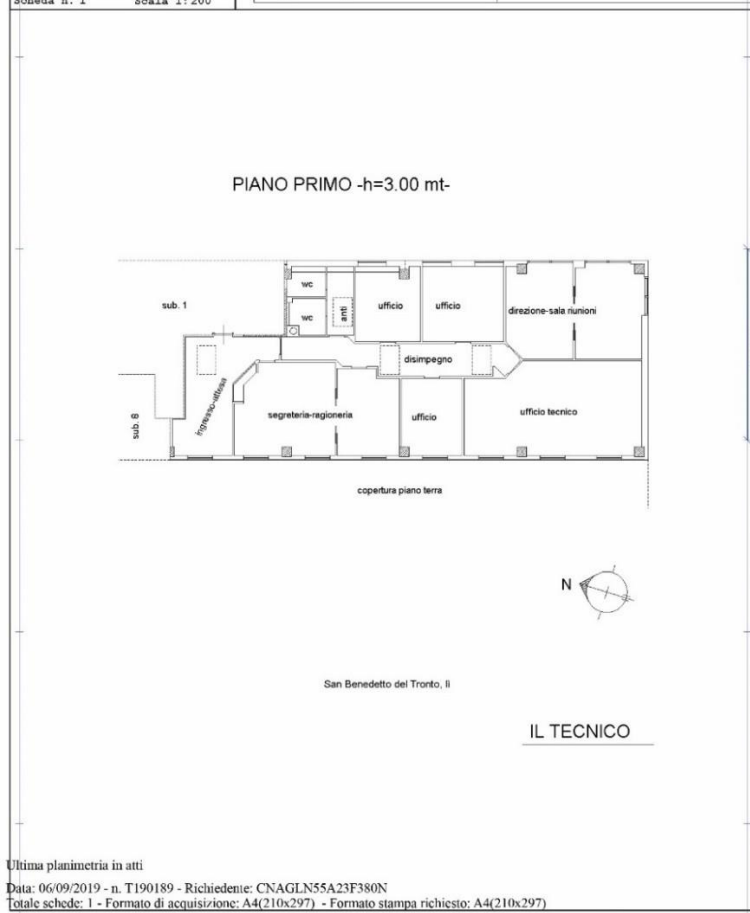 Scheda n. 1 Scala 1:200
PIANO PRIMO -h=3.00 mt-
sub. 1
wc
wc
anti
ufficio
ufficio
direzione-sala riunioni
disimpegno
ingresso-attesa
sub. 8
segreteria-ragioneria
ufficio
ufficio tecnico
copertura piano terra
N
San Benedetto del Tronto, lì
IL TECNICO
Ultima planimetria in atti
Data: 06/09/2019 - n. T190189 - Richiedente: CNAGLN55A23F380N
Totale schede: 1 - Formato di acquisizione: A4(210x297) - Formato stampa richiesto: A4(210x297)